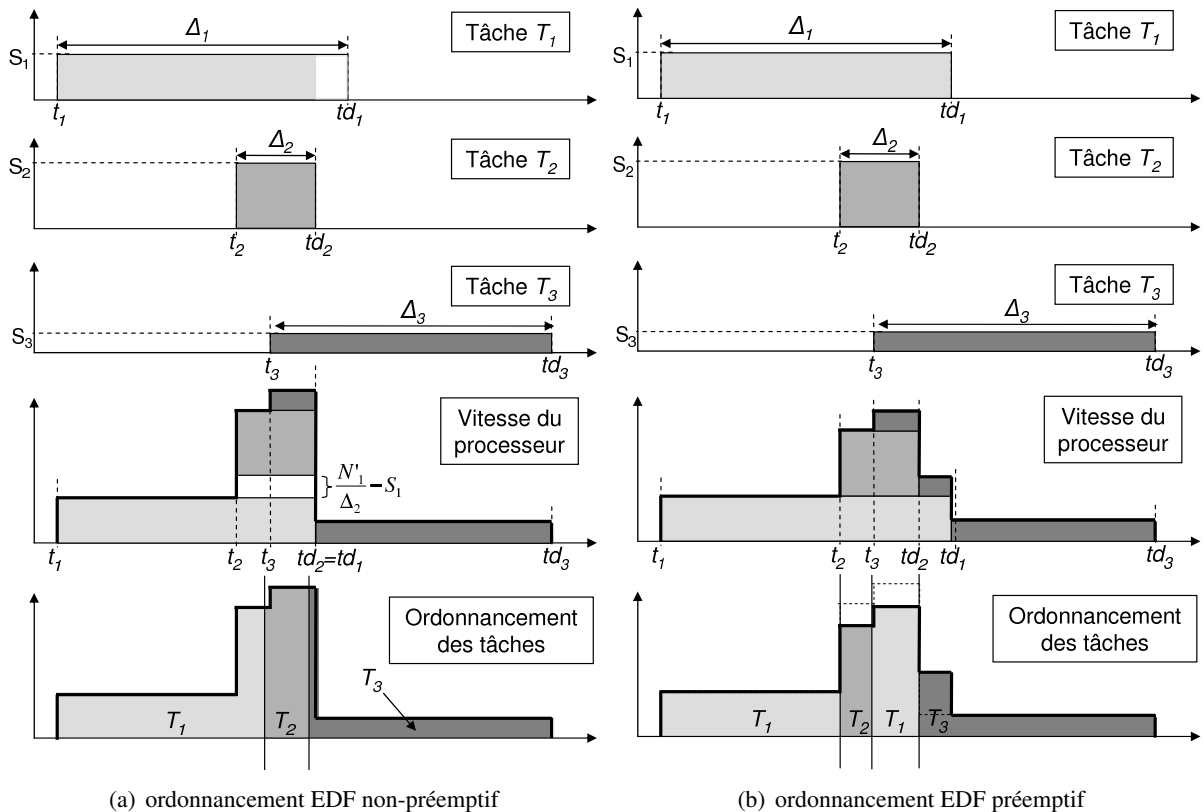 Δ1
Tâche T1
S1
t1
td1
Δ2
Tâche T2
S2
t2
td2
Tâche T3
Δ3
S3
t3
td3
Vitesse du
processeur
} N'1/Δ2 − S1
t1
t2
t3
td2=td1
td3
Ordonnancement
des tâches
T3
T1
T2
(a) ordonnancement EDF non-préemptif
Δ1
Tâche T1
S1
t1
td1
Δ2
Tâche T2
S2
t2
td2
Tâche T3
Δ3
S3
t3
td3
Vitesse du
processeur
t1
t2
t3
td2
td1
td3
Ordonnancement
des tâches
T1
T2
T1
T3
(b) ordonnancement EDF préemptif